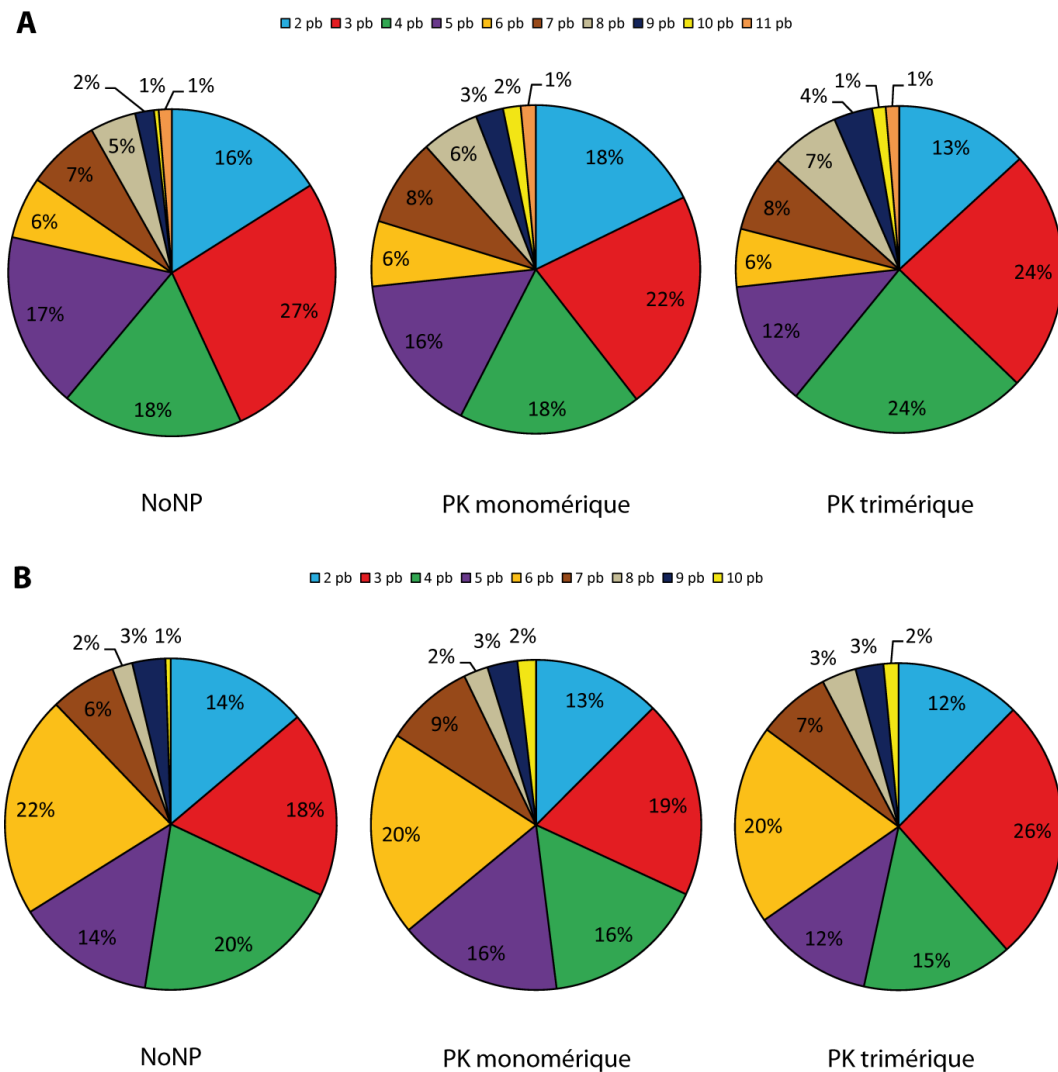 A
2 pb 3 pb 4 pb 5 pb 6 pb 7 pb 8 pb 9 pb 10 pb 11 pb
2% 1% 1%
16%
27%
18%
17%
6%
7%
5%
NoNP
3% 2% 1%
18%
22%
18%
16%
6%
8%
6%
PK monomérique
4% 1% 1%
13%
24%
24%
12%
6%
8%
7%
PK trimérique
B
2 pb 3 pb 4 pb 5 pb 6 pb 7 pb 8 pb 9 pb 10 pb
2% 3% 1%
14%
18%
20%
14%
22%
6%
NoNP
2% 3% 2%
13%
19%
16%
16%
20%
9%
PK monomérique
3% 3% 2%
12%
26%
15%
12%
20%
7%
PK trimérique